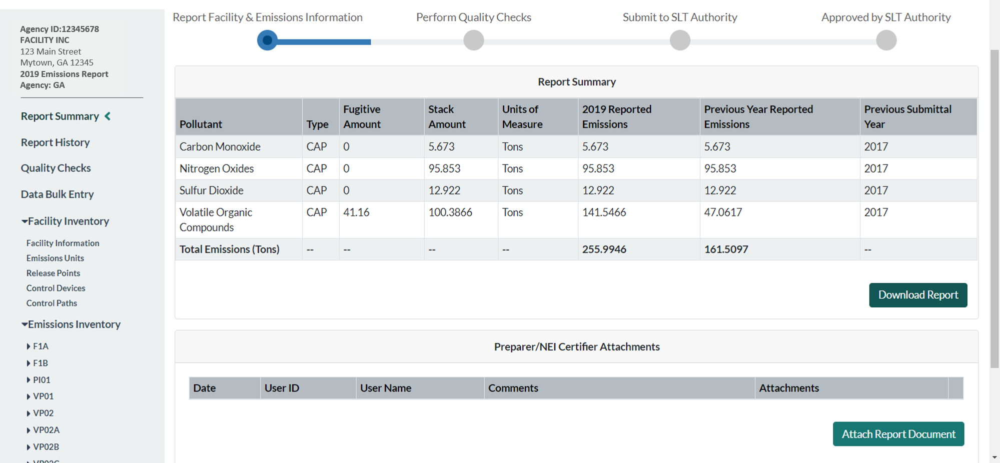 Agency ID:12345678
FACILITY INC
123 Main Street
Mytown, GA 12345
2019 Emissions Report
Agency: GA
Report Summary
Report History
Quality Checks
Data Bulk Entry
Facility Inventory
Facility Information
Emissions Units
Release Points
Control Devices
Control Paths
Emissions Inventory
F1A
F1B
PI01
VP01
VP02
VP02A
VP02B
Report Facility & Emissions Information Perform Quality Checks Submit to SLT Authority Approved by SLT Authority
Report Summary
Pollutant Type Fugitive Amount Stack Amount Units of Measure 2019 Reported Emissions Previous Year Reported Emissions Previous Submittal Year
Carbon Monoxide CAP 0 5.673 Tons 5.673 5.673 2017
Nitrogen Oxides CAP 0 95.853 Tons 95.853 95.853 2017
Sulfur Dioxide CAP 0 12.922 Tons 12.922 12.922 2017
Volatile Organic Compounds CAP 41.16 100.3866 Tons 141.5466 47.0617 2017
Total Emissions (Tons) -- -- -- -- 255.9946 161.5097 --
Download Report
Preparer/NEI Certifier Attachments
Date User ID User Name Comments Attachments
Attach Report Document